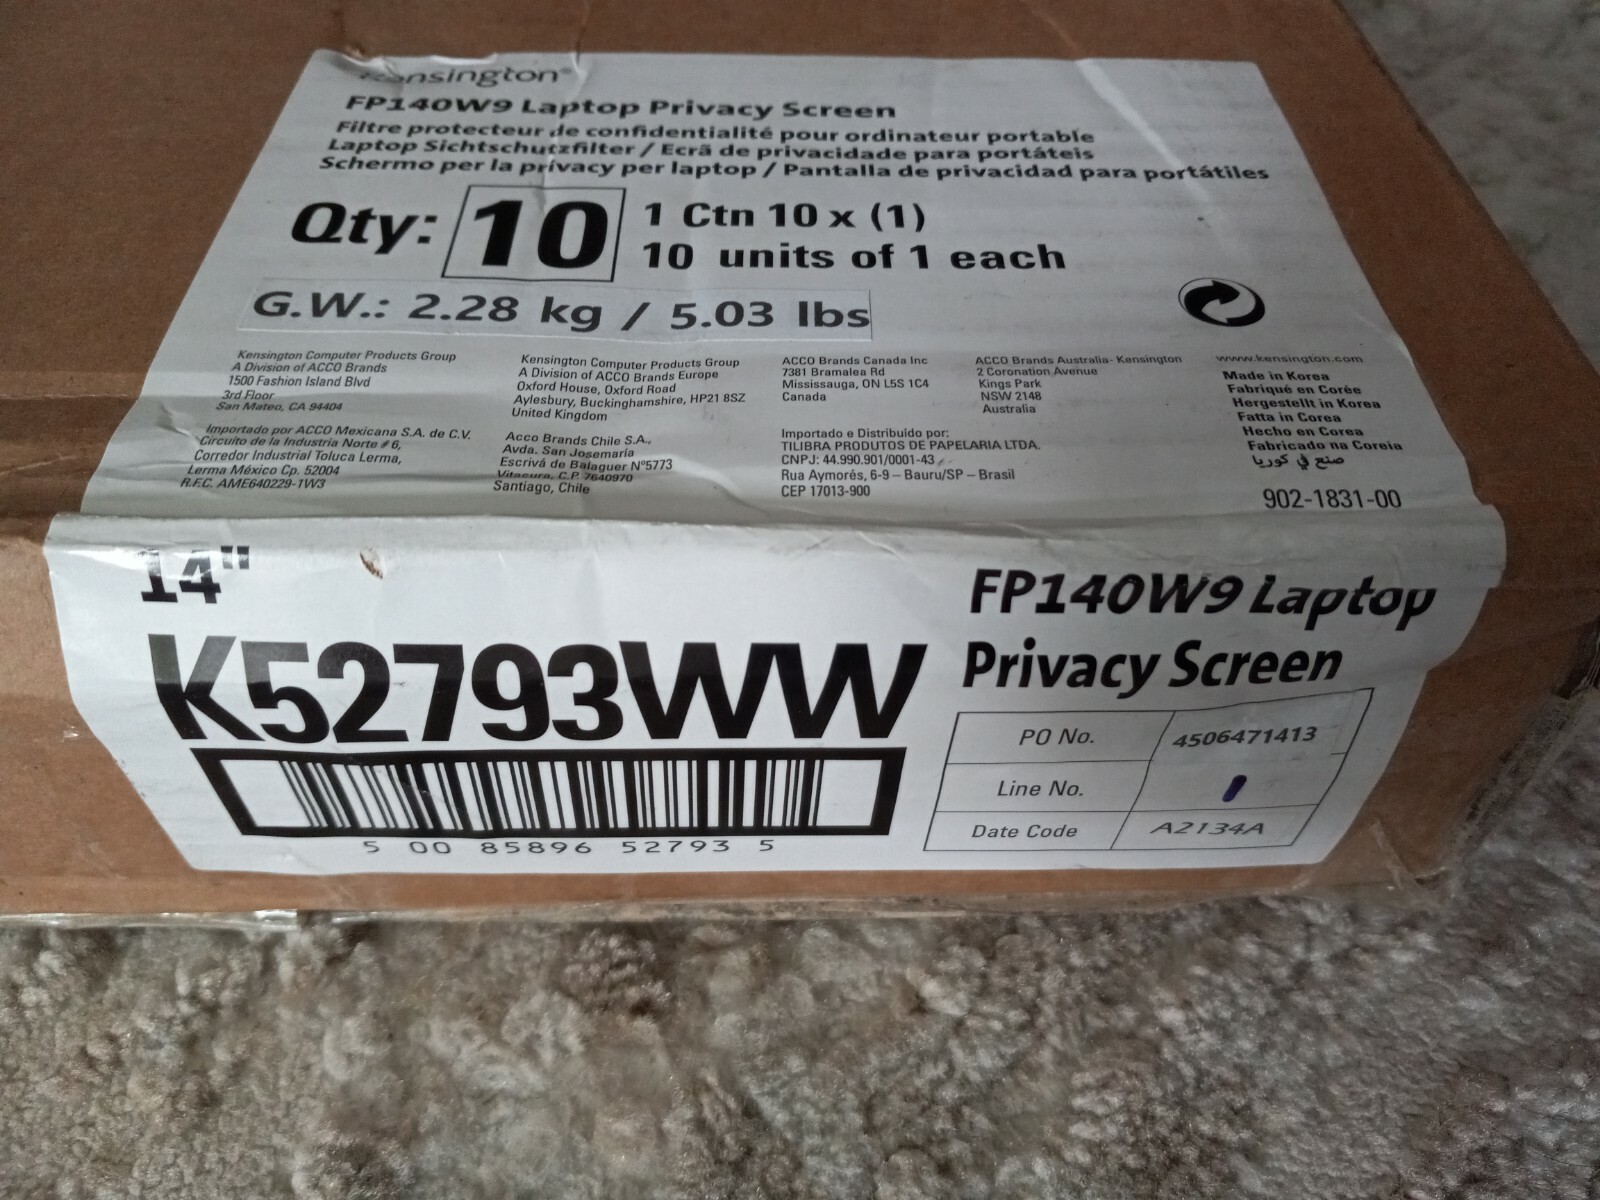 Kensington®
FP140W9 Laptop Privacy Screen
Filtre protecteur de confidentialité pour ordinateur portable
Laptop Sichtschutzfilter / Ecrã de privacidade para portáteis
Schermo per la privacy per laptop / Pantalla de privacidad para portátiles
Qty: 10
1 Ctn 10 x (1)
10 units of 1 each
G.W.: 2.28 kg / 5.03 lbs
Kensington Computer Products Group
A Division of ACCO Brands
1500 Fashion Island Blvd
3rd Floor
San Mateo, CA 94404
Kensington Computer Products Group
A Division of ACCO Brands Europe
Oxford House, Oxford Road
Aylesbury, Buckinghamshire, HP21 8SZ
United Kingdom
ACCO Brands Canada Inc
7381 Bramalea Rd
Mississauga, ON L5S 1C4
Canada
ACCO Brands Australia- Kensington
2 Coronation Avenue
Kings Park
NSW 2148
Australia
www.kensington.com
Made in Korea
Fabriqué en Corée
Hergestellt in Korea
Fatta in Corea
Hecho en Corea
Fabricado na Coreia
صنع في كوريا
Importado por ACCO Mexicana S.A. de C.V.
Circuito de la Industria Norte # 6,
Corredor Industrial Toluca Lerma,
Lerma México Cp. 52004
R.F.C. AME640229-1W3
Acco Brands Chile S.A.,
Avda. San Josemaría
Escrivá de Balaguer N°5773
Vitacura, C.P. 7640970
Santiago, Chile
Importado e Distribuído por:
TILIBRA PRODUTOS DE PAPELARIA LTDA.
CNPJ: 44.990.901/0001-43
Rua Aymorés, 6-9 – Bauru/SP – Brasil
CEP 17013-900
902-1831-00
14"
K52793WW
5 00 85896 52793 5
FP140W9 Laptop
Privacy Screen
PO No. 4506471413
Line No. 1
Date Code A2134A